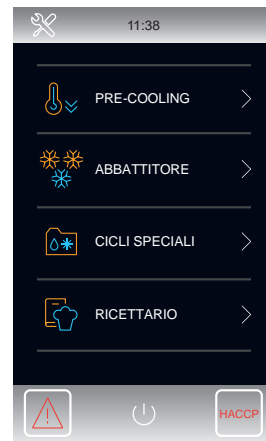 11:38
PRE-COOLING
ABBATTITORE
CICLI SPECIALI
RICETTARIO
HACCP